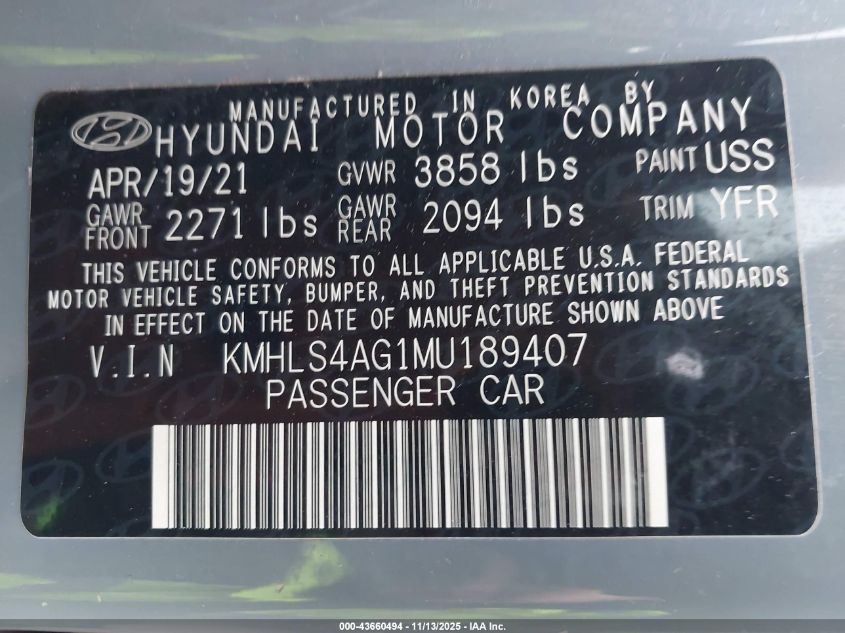 MANUFACTURED IN KOREA BY
HYUNDAI MOTOR COMPANY
APR/19/21 GVWR 3858 lbs PAINT USS
GAWR FRONT 2271 lbs GAWR REAR 2094 lbs TRIM YFR
THIS VEHICLE CONFORMS TO ALL APPLICABLE U.S.A. FEDERAL
MOTOR VEHICLE SAFETY, BUMPER, AND THEFT PREVENTION STANDARDS
IN EFFECT ON THE DATE OF MANUFACTURE SHOWN ABOVE
V.I.N KMHLS4AG1MU189407
PASSENGER CAR
000-43660494 - 11/13/2025 - IAA Inc.